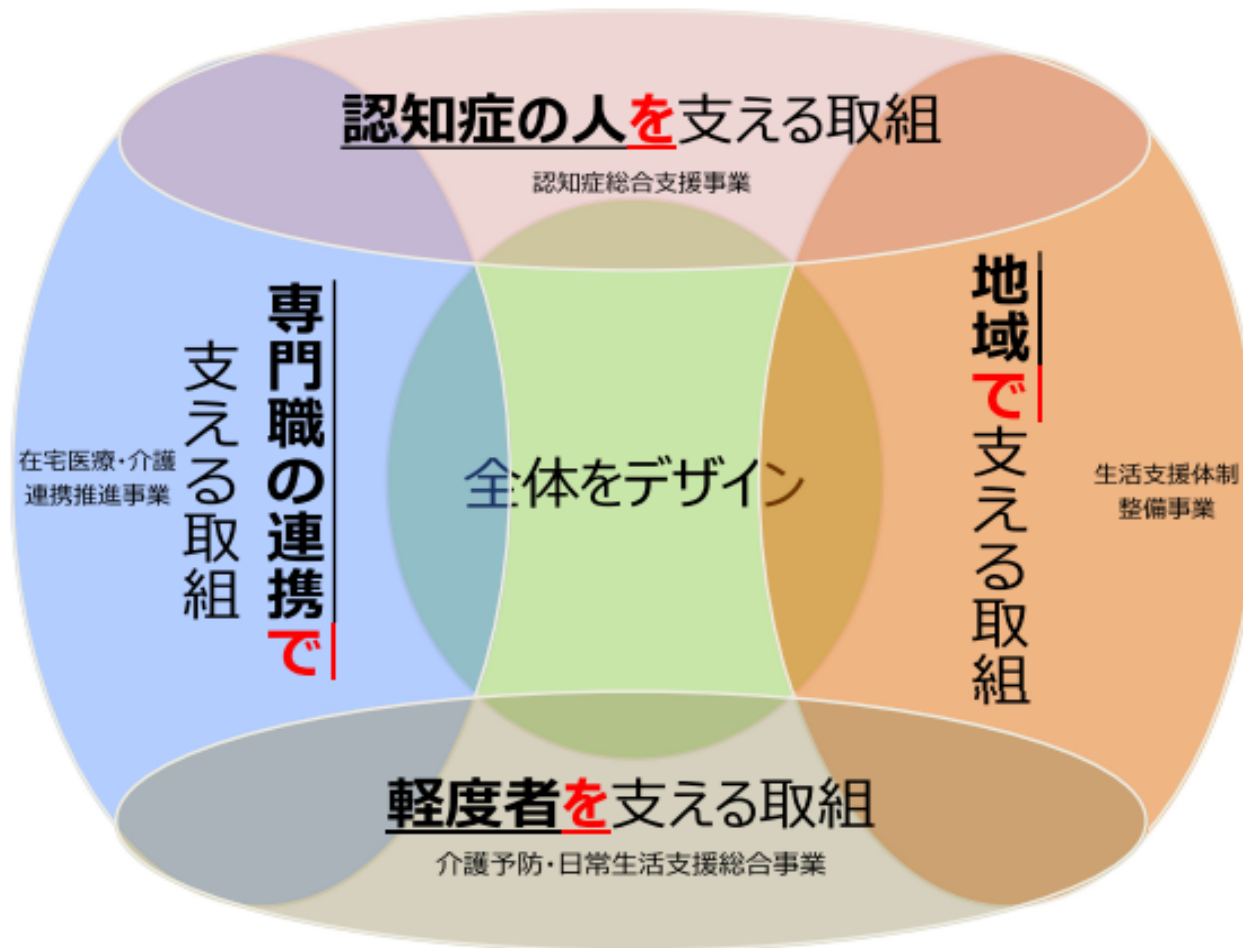 認知症の人を支える取組
認知症総合支援事業
専門職の連携で
支える取組
在宅医療・介護
連携推進事業
全体をデザイン
地域で支える取組
生活支援体制
整備事業
軽度者を支える取組
介護予防・日常生活支援総合事業